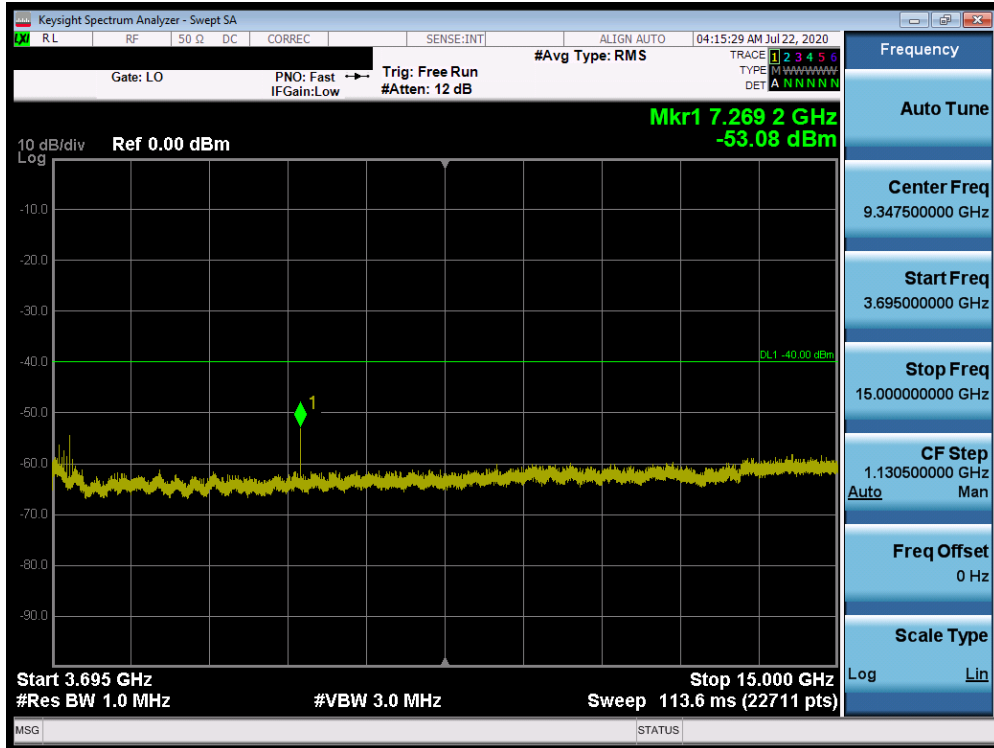 Keysight Spectrum Analyzer - Swept SA
LXI RL RF 50 Ω DC CORREC SENSE:INT ALIGN AUTO 04:15:29 AM Jul 22, 2020
Gate: LO
PNO: Fast
IFGain:Low
Trig: Free Run
#Atten: 12 dB
#Avg Type: RMS
TRACE 1 2 3 4 5 6
TYPE M WWWWW
DET A N N N N N
Mkr1 7.269 2 GHz
-53.08 dBm
10 dB/div Ref 0.00 dBm
Log
-10.0
-20.0
-30.0
-40.0
-50.0
-60.0
-70.0
-80.0
-90.0
DL1 -40.00 dBm
1
Start 3.695 GHz Stop 15.000 GHz
#Res BW 1.0 MHz #VBW 3.0 MHz Sweep 113.6 ms (22711 pts)
MSG STATUS
Frequency
Auto Tune
Center Freq
9.347500000 GHz
Start Freq
3.695000000 GHz
Stop Freq
15.000000000 GHz
CF Step
1.130500000 GHz
Auto Man
Freq Offset
0 Hz
Scale Type
Log Lin